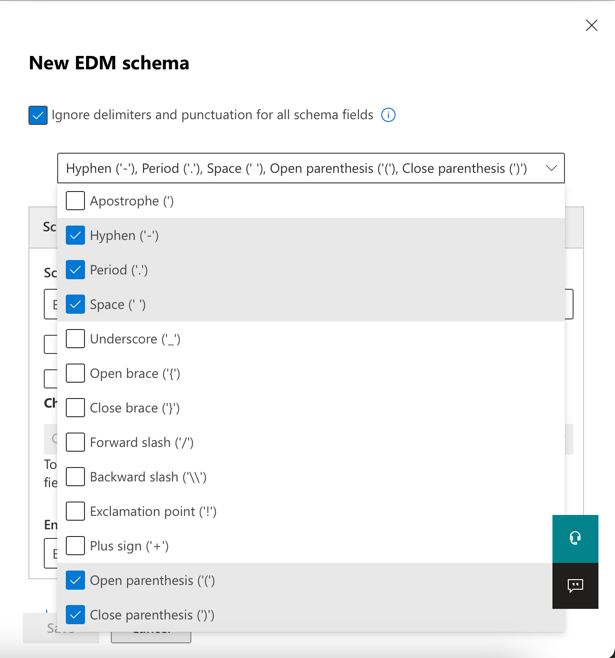 New EDM schema
Ignore delimiters and punctuation for all schema fields
Hyphen ('-'), Period ('.'), Space (' '), Open parenthesis ('('), Close parenthesis (')')
Apostrophe (')
Sc
Hyphen ('-')
Period ('.')
Sc
Space (' ')
Underscore ('_')
Open brace ('{')
Close brace ('}')
Ch
Forward slash ('/')
To
Backward slash ('\\')
fie
Exclamation point ('!')
En
Plus sign ('+')
Open parenthesis ('(')
Close parenthesis (')')
Save
Cancel